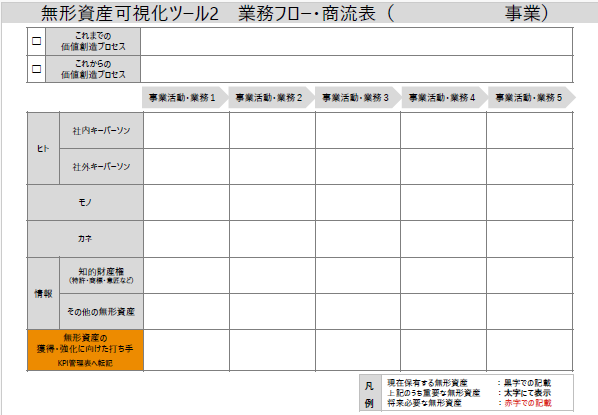 無形資産可視化ツール2 業務フロー・商流表（ 事業）
□ これまでの
価値創造プロセス
□ これからの
価値創造プロセス
事業活動・業務1 事業活動・業務2 事業活動・業務3 事業活動・業務4 事業活動・業務5
ヒト
社内キーパーソン
社外キーパーソン
モノ
カネ
情報
知的財産権
（特許・商標・意匠など）
その他の無形資産
無形資産の
獲得・強化に向けた打ち手
KPI管理表へ転記
凡例
現在保有する無形資産 ：黒字での記載
上記のうち重要な無形資産 ：太字にて表示
将来必要な無形資産 ：赤字での記載